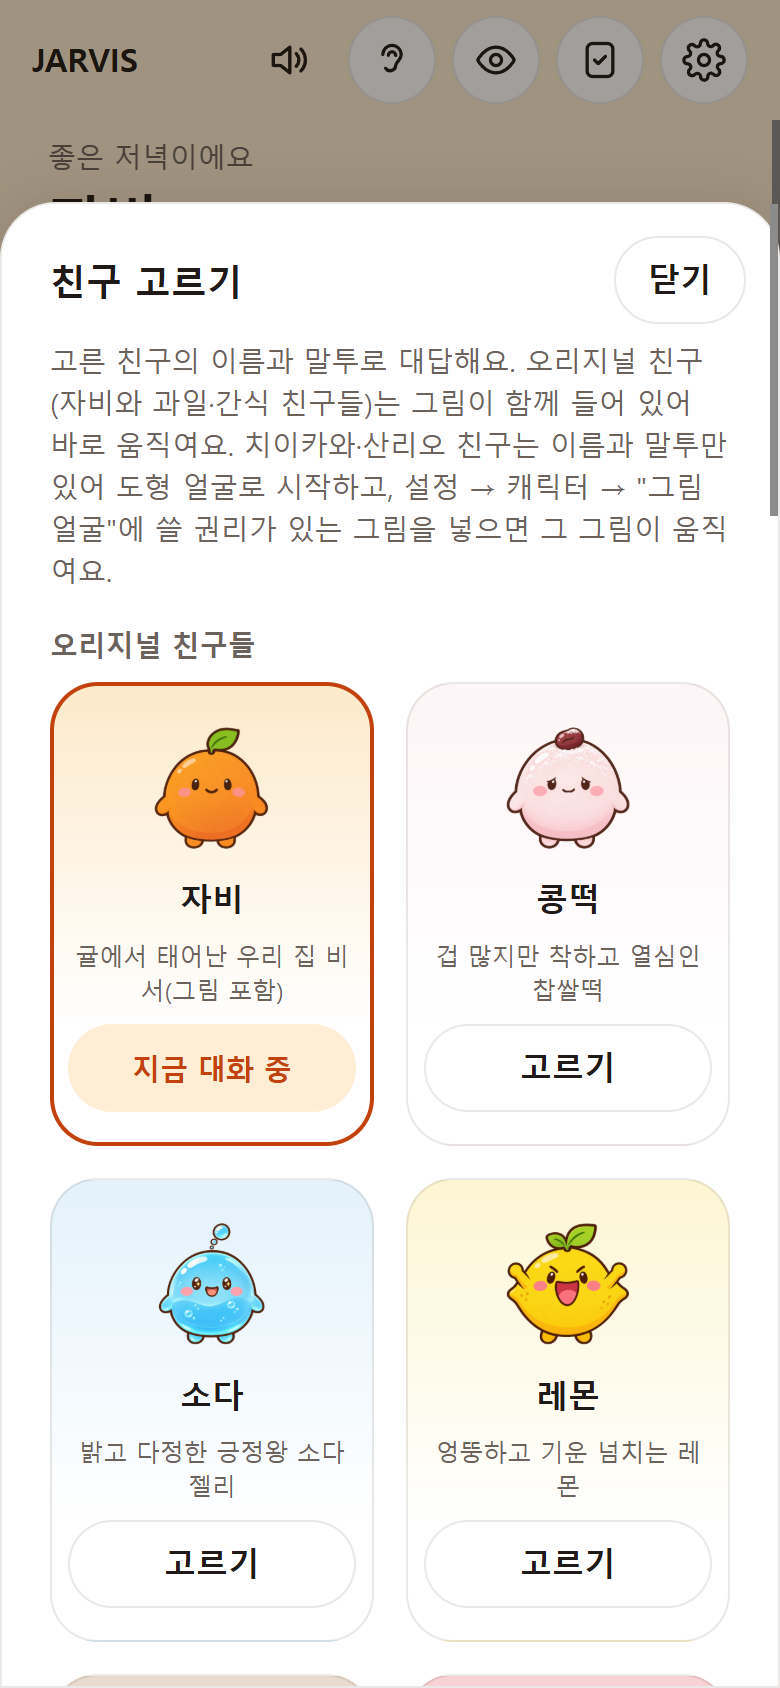 JARVIS
좋은 저녁이에요
친구 고르기
닫기
고른 친구의 이름과 말투로 대답해요. 오리지널 친구
(자비와 과일·간식 친구들)는 그림이 함께 들어 있어
바로 움직여요. 치이카와·산리오 친구는 이름과 말투만
있어 도형 얼굴로 시작하고, 설정 → 캐릭터 → "그림
얼굴"에 쓸 권리가 있는 그림을 넣으면 그 그림이 움직
여요.
오리지널 친구들
자비
귤에서 태어난 우리 집 비
서(그림 포함)
지금 대화 중
콩떡
겁 많지만 착하고 열심인
찹쌀떡
고르기
소다
밝고 다정한 긍정왕 소다
젤리
고르기
레몬
엉뚱하고 기운 넘치는 레
몬
고르기